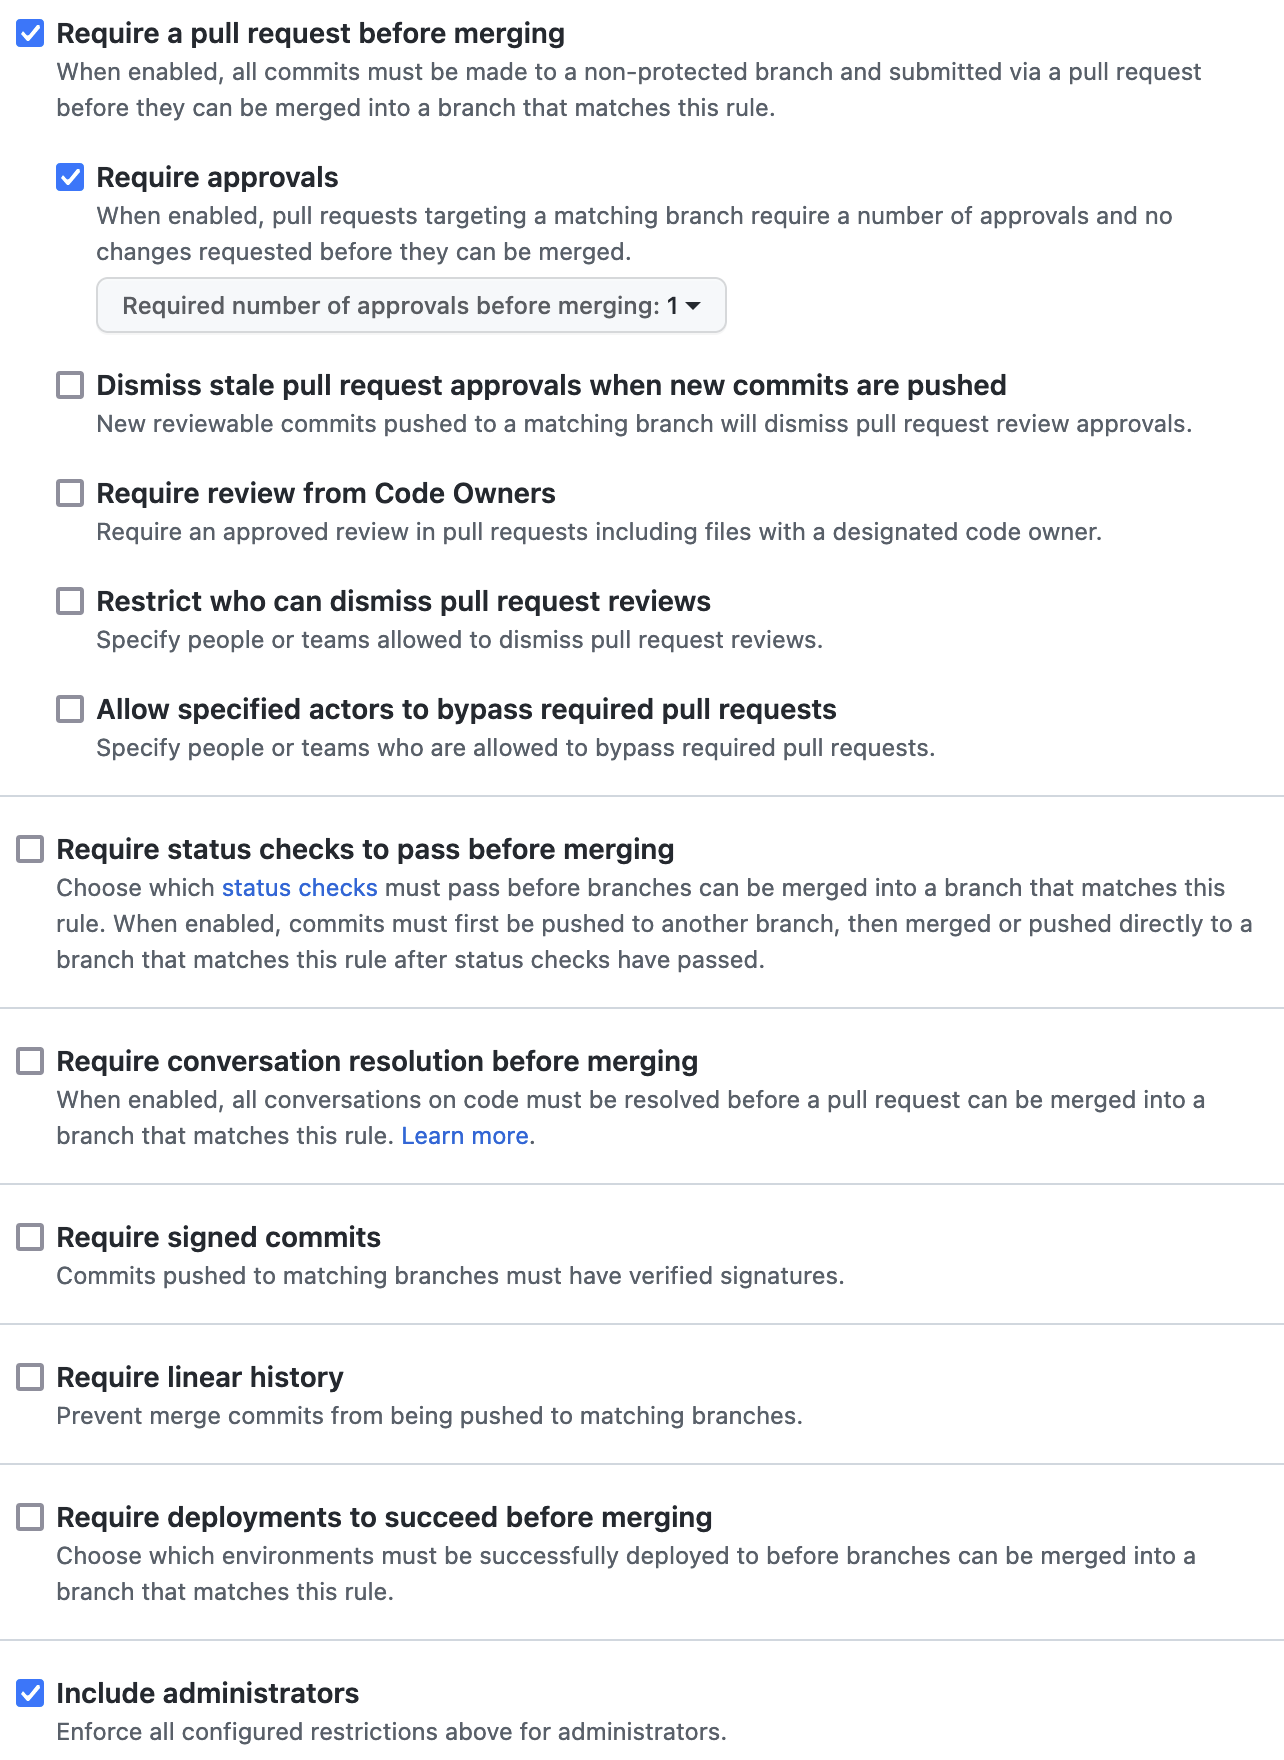 Require a pull request before merging
When enabled, all commits must be made to a non-protected branch and submitted via a pull request
before they can be merged into a branch that matches this rule.
Require approvals
When enabled, pull requests targeting a matching branch require a number of approvals and no
changes requested before they can be merged.
Required number of approvals before merging: 1
Dismiss stale pull request approvals when new commits are pushed
New reviewable commits pushed to a matching branch will dismiss pull request review approvals.
Require review from Code Owners
Require an approved review in pull requests including files with a designated code owner.
Restrict who can dismiss pull request reviews
Specify people or teams allowed to dismiss pull request reviews.
Allow specified actors to bypass required pull requests
Specify people or teams who are allowed to bypass required pull requests.
Require status checks to pass before merging
Choose which status checks must pass before branches can be merged into a branch that matches this
rule. When enabled, commits must first be pushed to another branch, then merged or pushed directly to a
branch that matches this rule after status checks have passed.
Require conversation resolution before merging
When enabled, all conversations on code must be resolved before a pull request can be merged into a
branch that matches this rule. Learn more.
Require signed commits
Commits pushed to matching branches must have verified signatures.
Require linear history
Prevent merge commits from being pushed to matching branches.
Require deployments to succeed before merging
Choose which environments must be successfully deployed to before branches can be merged into a
branch that matches this rule.
Include administrators
Enforce all configured restrictions above for administrators.